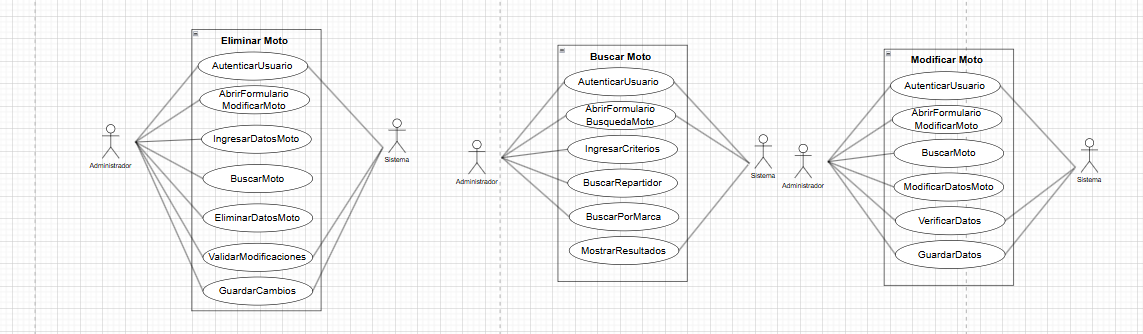 Eliminar Moto
AutenticarUsuario
AbrirFormulario
ModificarMoto
IngresarDatosMoto
BuscarMoto
EliminarDatosMoto
ValidarModificaciones
GuardarCambios
Administrador
Sistema
Buscar Moto
AutenticarUsuario
AbrirFormulario
BusquedaMoto
IngresarCriterios
BuscarRepartidor
BuscarPorMarca
MostrarResultados
Administrador
Sistema
Modificar Moto
AutenticarUsuario
AbrirFormulario
ModificarMoto
BuscarMoto
ModificarDatosMoto
VerificarDatos
GuardarDatos
Administrador
Sistema